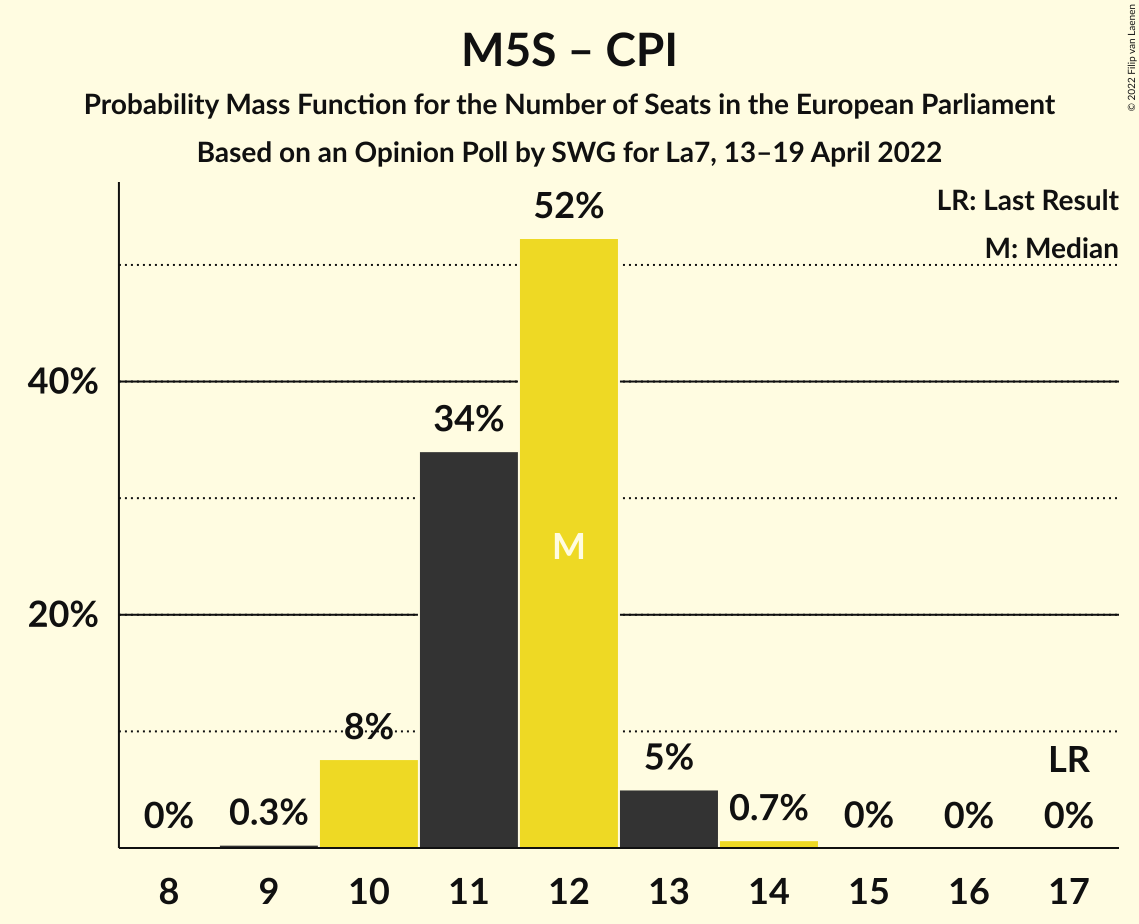 M5S – CPI
Probability Mass Function for the Number of Seats in the European Parliament
Based on an Opinion Poll by SWG for La7, 13–19 April 2022
© 2022 Filip van Laenen
LR: Last Result
M: Median
52%
40%
34%
M
20%
8%
5%
LR
0%
0.3%
0.7%
0%
0%
0%
8 9 10 11 12 13 14 15 16 17